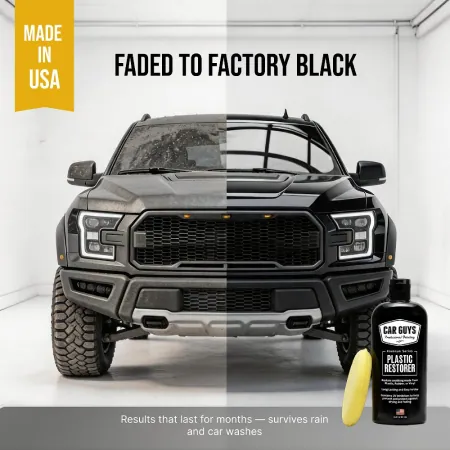 MADE
IN
USA
FADED TO FACTORY BLACK
CAR GUYS
PLASTIC
RESTORER
Results that last for months — survives rain
and car washes